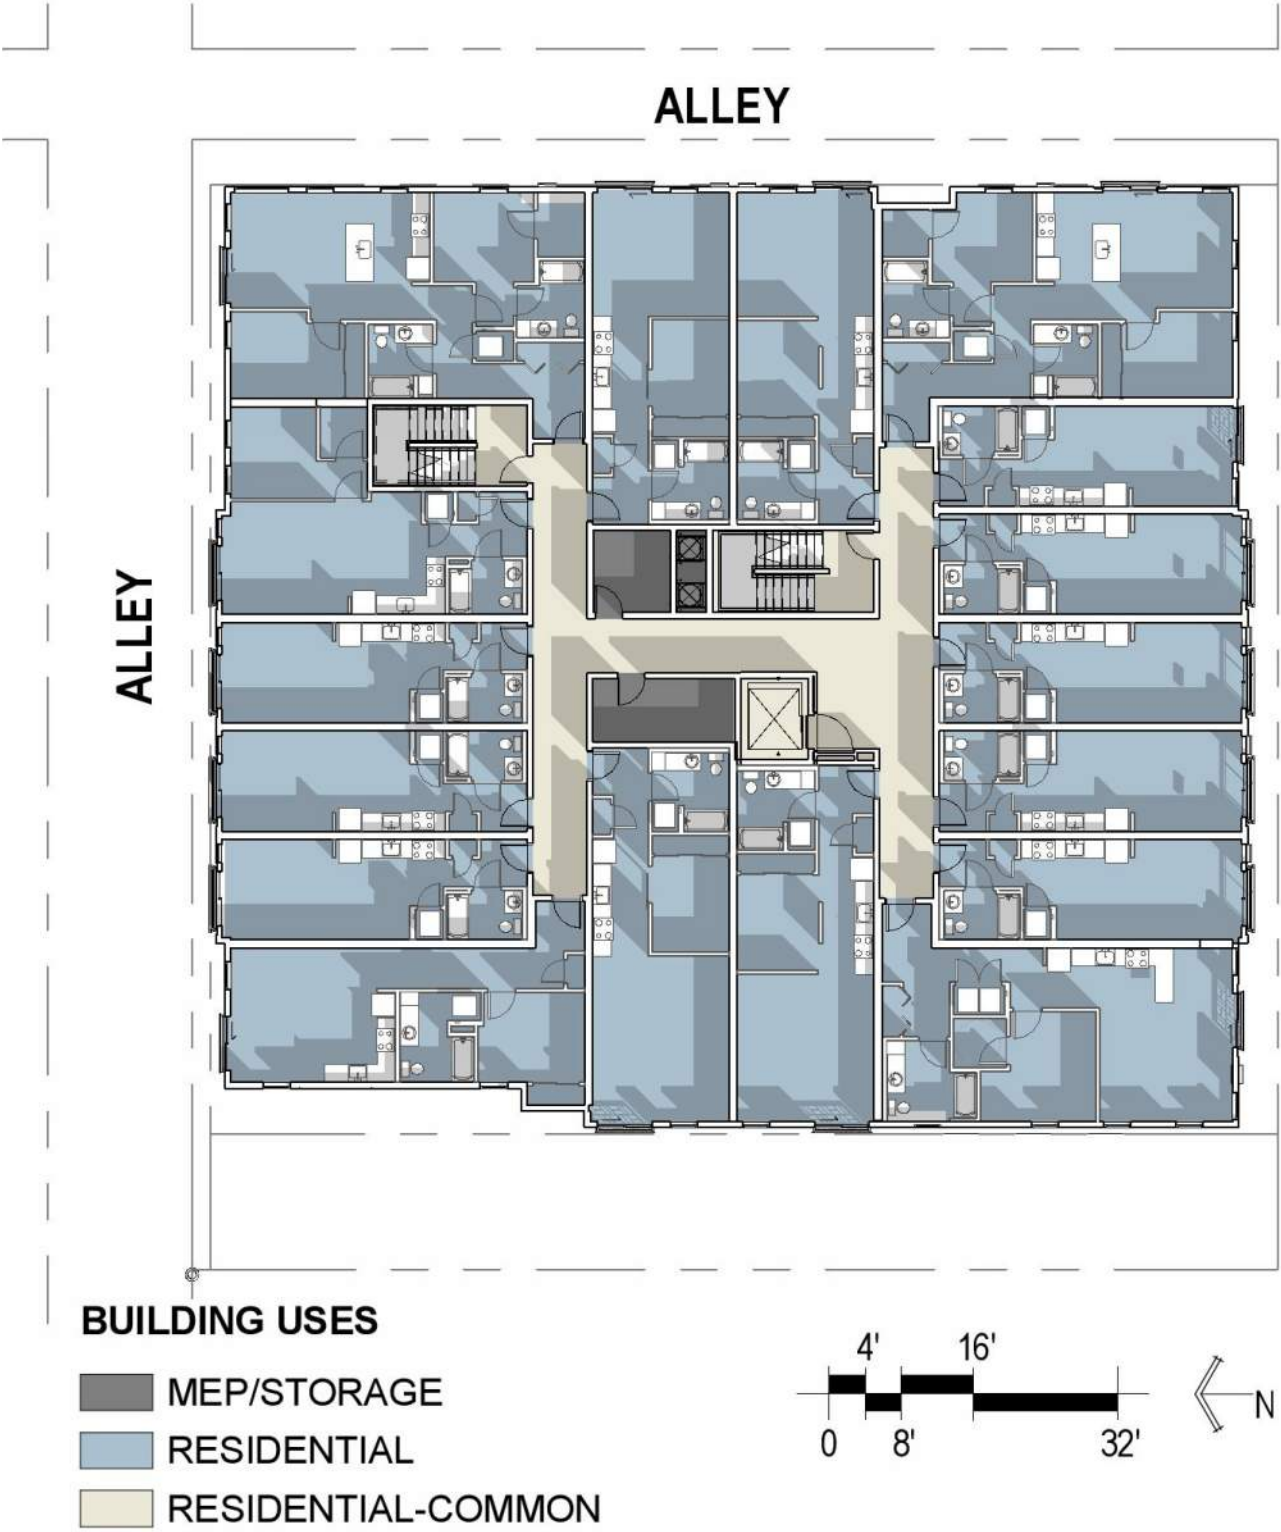 ALLEY
ALLEY
BUILDING USES
MEP/STORAGE
RESIDENTIAL
RESIDENTIAL-COMMON
4' 16'
0 8' 32'
N